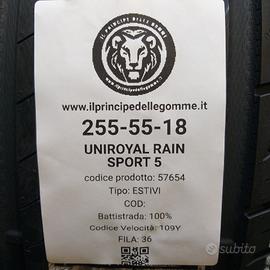 IL PRINCIPE DELLE GOMME
www.ilprincipedellegomme.it
255-55-18
UNIROYAL RAIN
SPORT 5
codice prodotto: 57654
Tipo: ESTIVI
COD:
Battistrada: 100%
Codice Velocità: 109Y
FILA: 36
subito